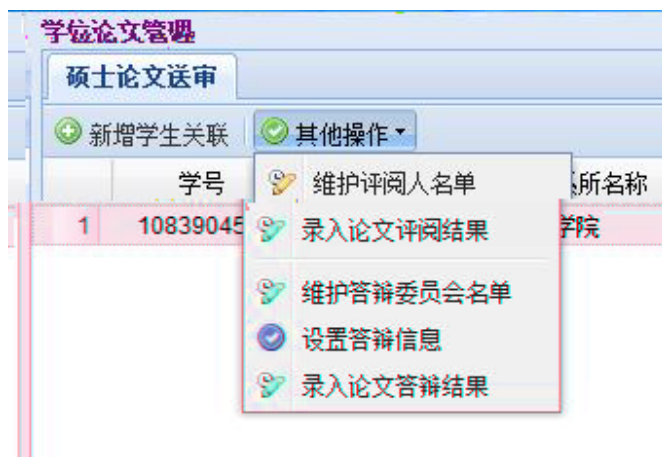 学位论文管理
硕士论文送审
新增学生关联 其他操作
学号 所名称
维护评阅人名单
1 10839045 学院
录入论文评阅结果
维护答辩委员会名单
设置答辩信息
录入论文答辩结果